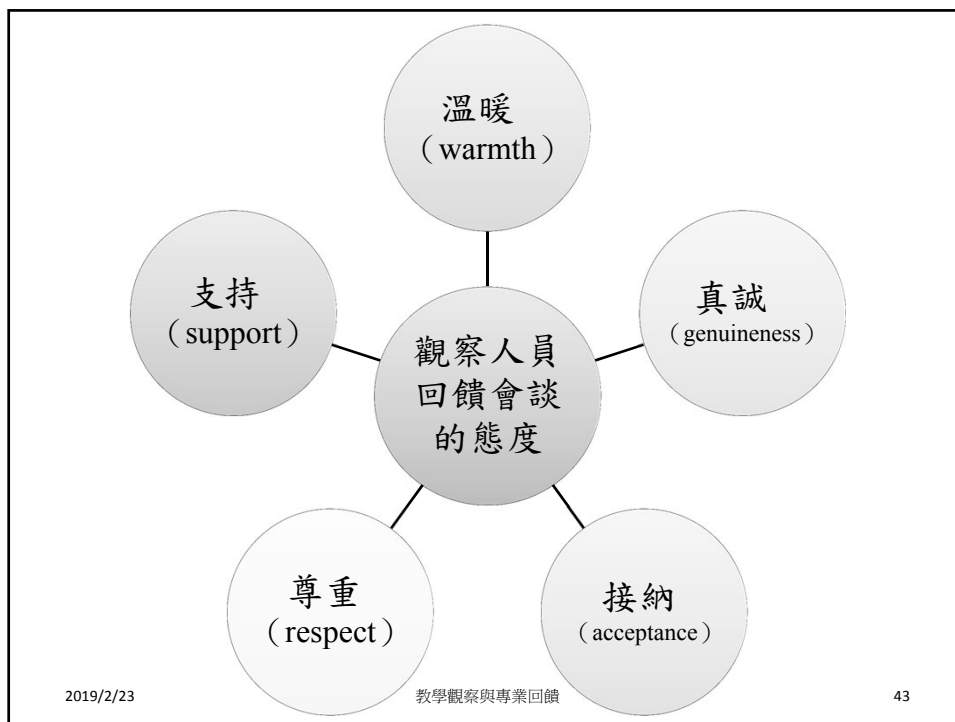 溫暖
（warmth）
支持
（support）
真誠
（genuineness）
觀察人員
回饋會談
的態度
尊重
（respect）
接納
（acceptance）
2019/2/23
教學觀察與專業回饋
43